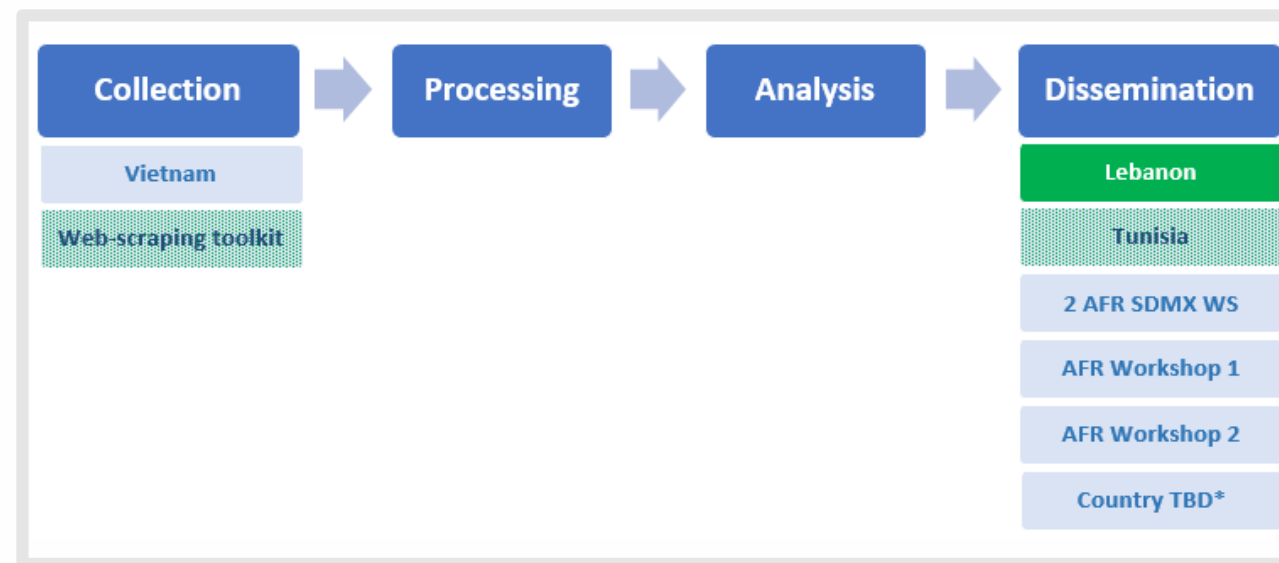 Collection
Processing
Analysis
Dissemination
Vietnam
Web-scraping toolkit
Lebanon
Tunisia
2 AFR SDMX WS
AFR Workshop 1
AFR Workshop 2
Country TBD*